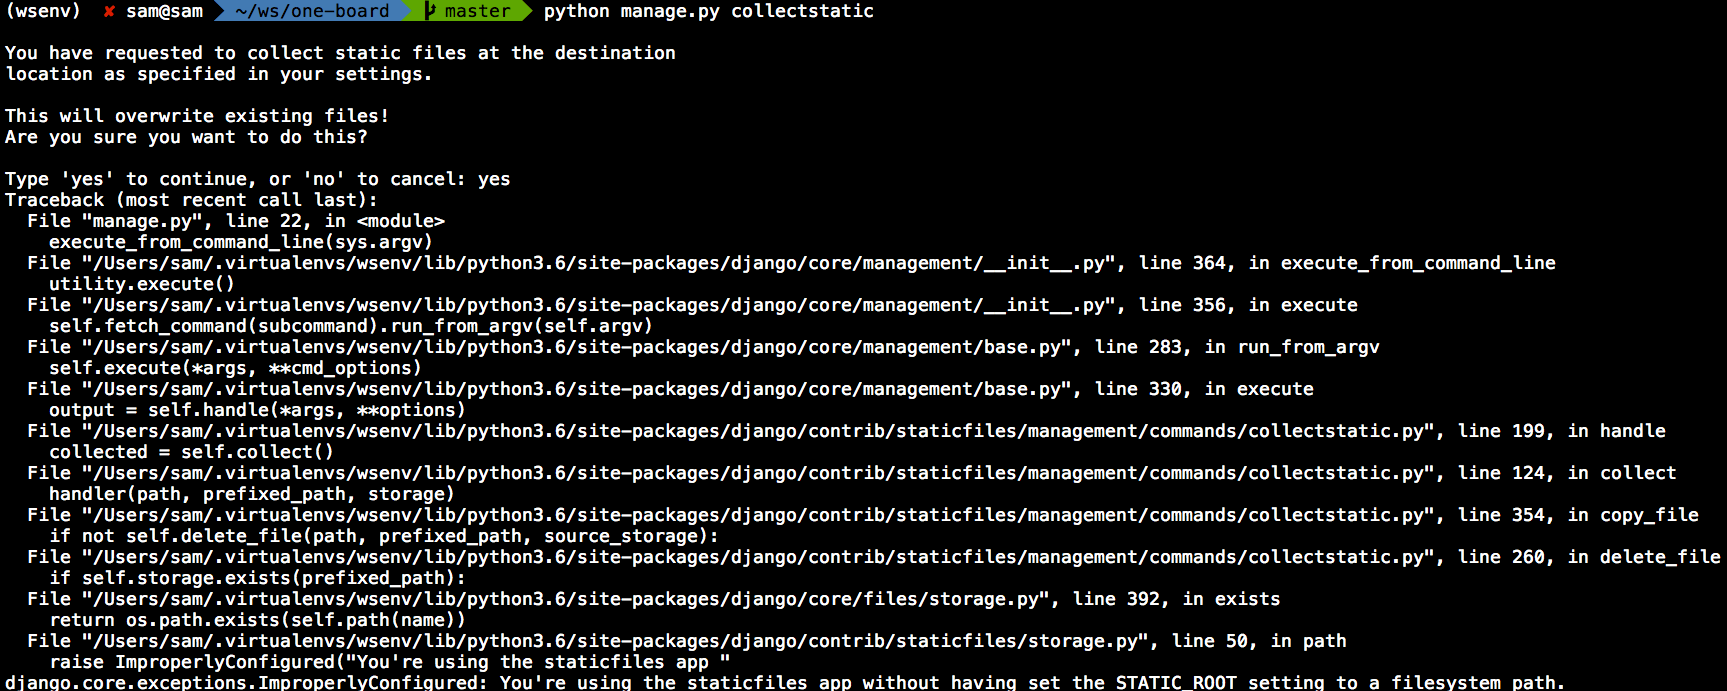 (wsenv) ✘ sam@sam ~/ws/one-board master python manage.py collectstatic
You have requested to collect static files at the destination
location as specified in your settings.
This will overwrite existing files!
Are you sure you want to do this?
Type 'yes' to continue, or 'no' to cancel: yes
Traceback (most recent call last):
  File "manage.py", line 22, in <module>
    execute_from_command_line(sys.argv)
  File "/Users/sam/.virtualenvs/wsenv/lib/python3.6/site-packages/django/core/management/__init__.py", line 364, in execute_from_command_line
    utility.execute()
  File "/Users/sam/.virtualenvs/wsenv/lib/python3.6/site-packages/django/core/management/__init__.py", line 356, in execute
    self.fetch_command(subcommand).run_from_argv(self.argv)
  File "/Users/sam/.virtualenvs/wsenv/lib/python3.6/site-packages/django/core/management/base.py", line 283, in run_from_argv
    self.execute(*args, **cmd_options)
  File "/Users/sam/.virtualenvs/wsenv/lib/python3.6/site-packages/django/core/management/base.py", line 330, in execute
    output = self.handle(*args, **options)
  File "/Users/sam/.virtualenvs/wsenv/lib/python3.6/site-packages/django/contrib/staticfiles/management/commands/collectstatic.py", line 199, in handle
    collected = self.collect()
  File "/Users/sam/.virtualenvs/wsenv/lib/python3.6/site-packages/django/contrib/staticfiles/management/commands/collectstatic.py", line 124, in collect
    handler(path, prefixed_path, storage)
  File "/Users/sam/.virtualenvs/wsenv/lib/python3.6/site-packages/django/contrib/staticfiles/management/commands/collectstatic.py", line 354, in copy_file
    if not self.delete_file(path, prefixed_path, source_storage):
  File "/Users/sam/.virtualenvs/wsenv/lib/python3.6/site-packages/django/contrib/staticfiles/management/commands/collectstatic.py", line 260, in delete_file
    if self.storage.exists(prefixed_path):
  File "/Users/sam/.virtualenvs/wsenv/lib/python3.6/site-packages/django/core/files/storage.py", line 392, in exists
    return os.path.exists(self.path(name))
  File "/Users/sam/.virtualenvs/wsenv/lib/python3.6/site-packages/django/contrib/staticfiles/storage.py", line 50, in path
    raise ImproperlyConfigured("You're using the staticfiles app "
django.core.exceptions.ImproperlyConfigured: You're using the staticfiles app without having set the STATIC_ROOT setting to a filesystem path.